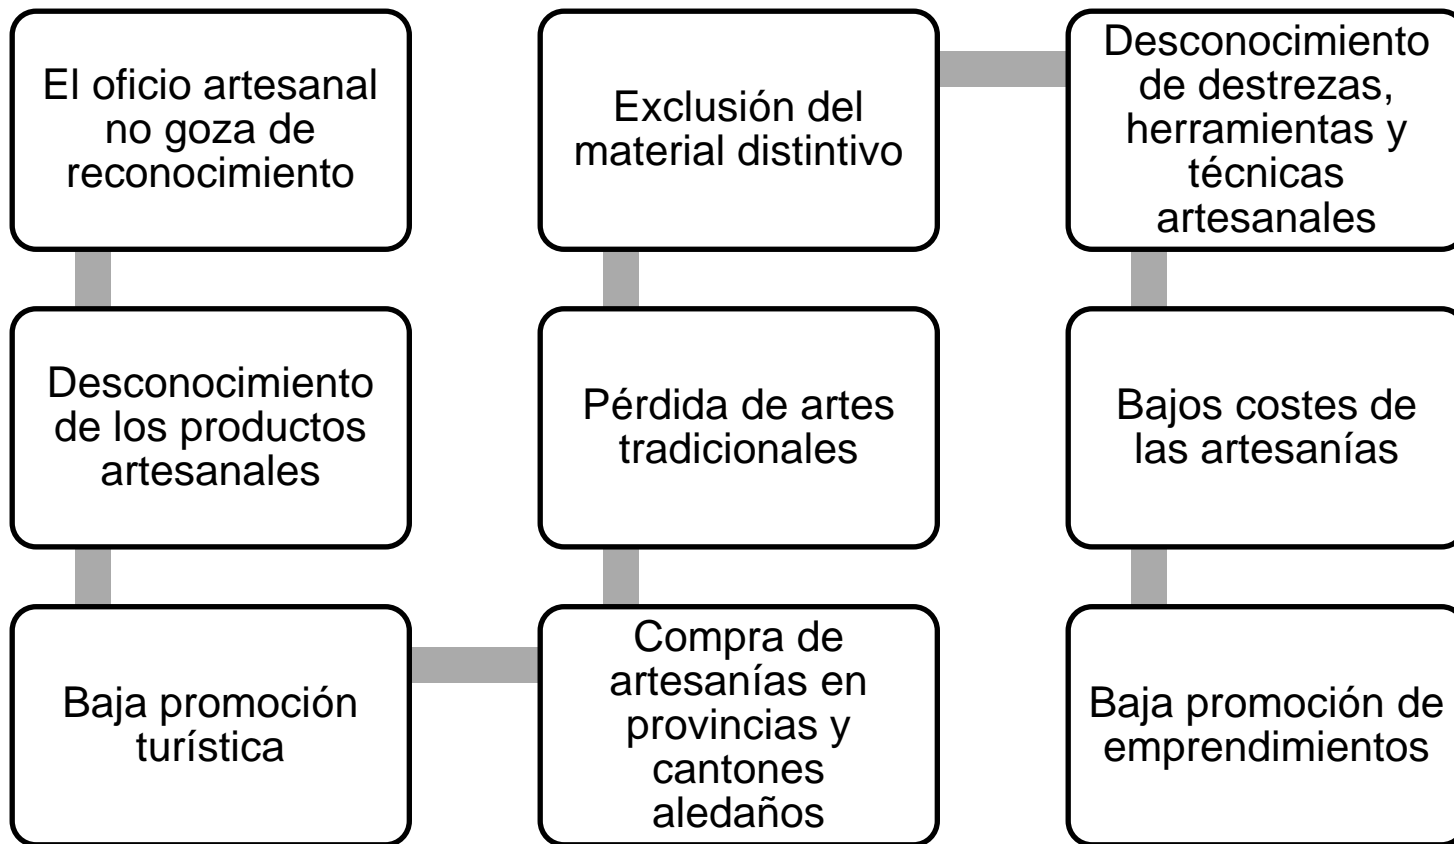 El oficio artesanal
no goza de
reconocimiento
Desconocimiento
de los productos
artesanales
Baja promoción
turística
Compra de
artesanías en
provincias y
cantones
aledaños
Pérdida de artes
tradicionales
Exclusión del
material distintivo
Desconocimiento
de destrezas,
herramientas y
técnicas
artesanales
Bajos costes de
las artesanías
Baja promoción de
emprendimientos